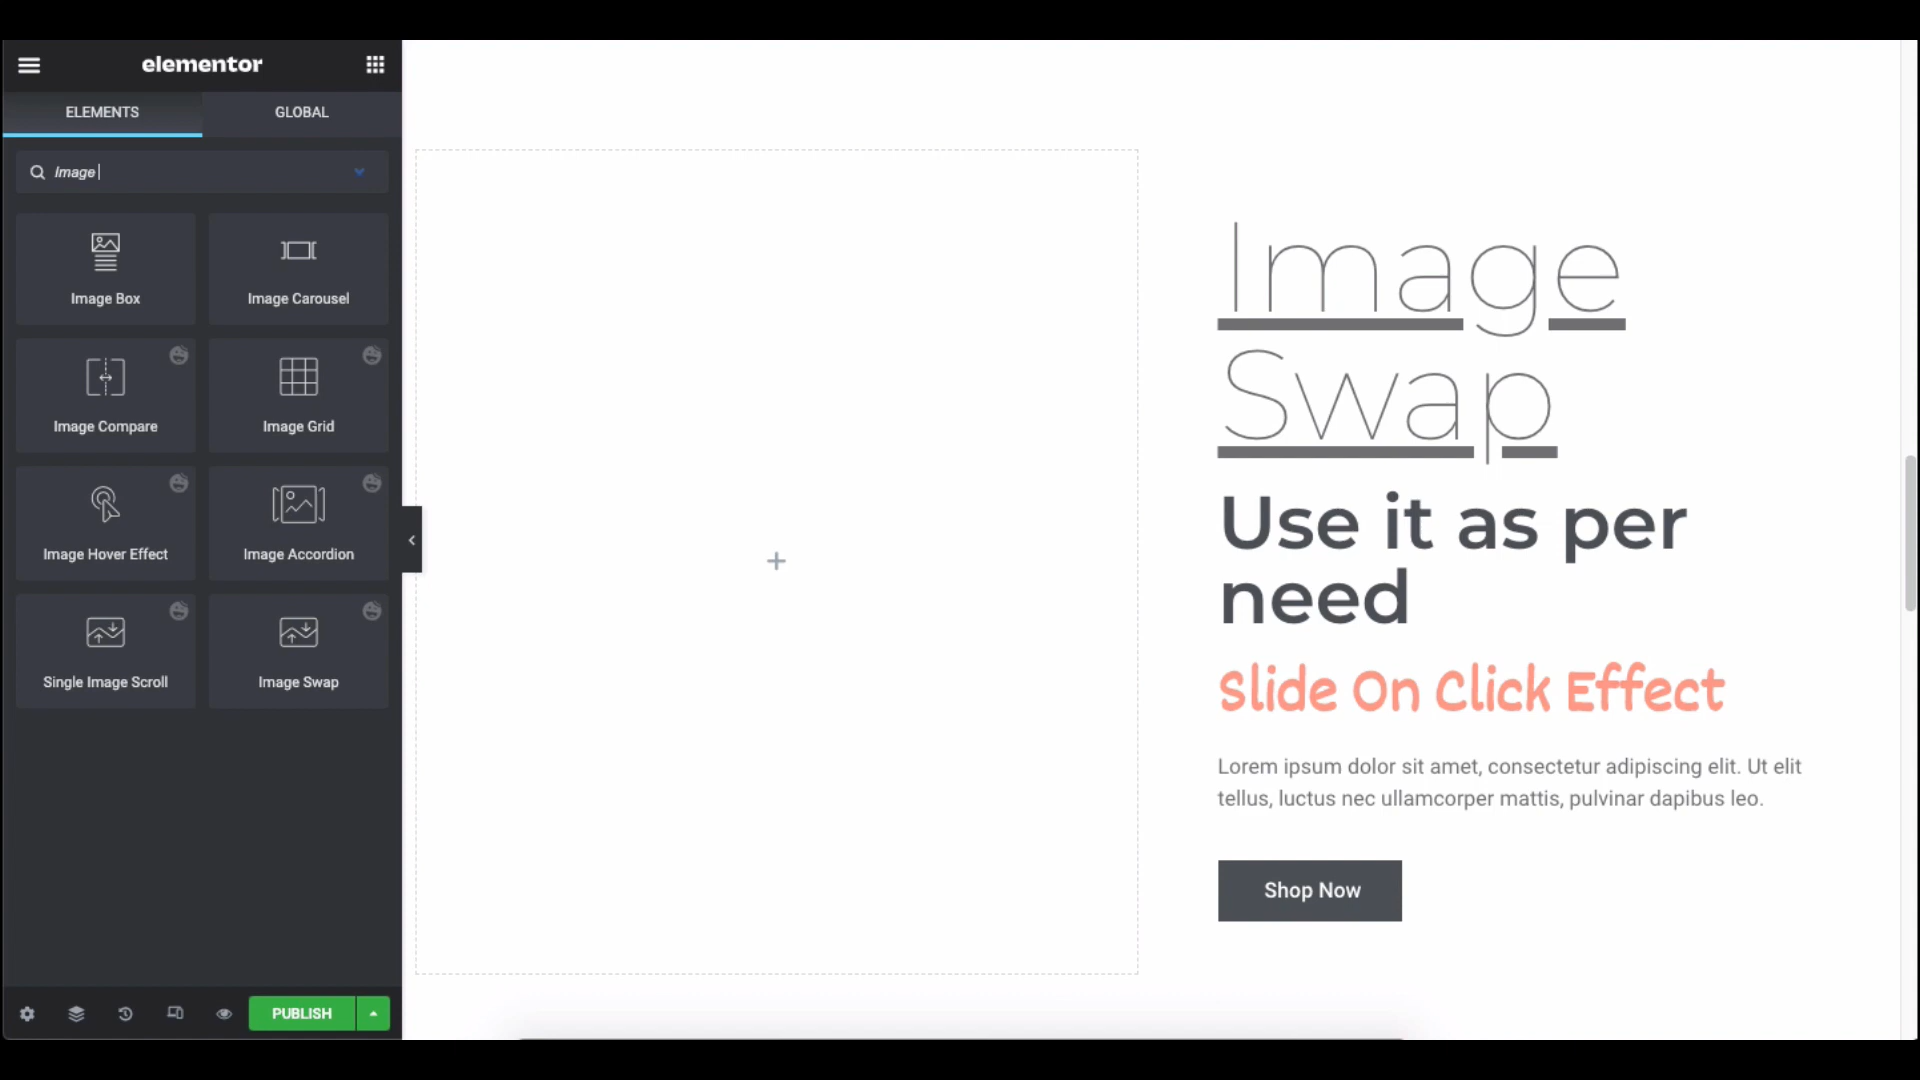 elementor
ELEMENTS
GLOBAL
Image
Image Box
Image Carousel
Image Compare
Image Grid
Image Hover Effect
Image Accordion
Single Image Scroll
Image Swap
PUBLISH
Image
Swap
Use it as per
need
Slide On Click Effect
Lorem ipsum dolor sit amet, consectetur adipiscing elit. Ut elit
tellus, luctus nec ullamcorper mattis, pulvinar dapibus leo.
Shop Now